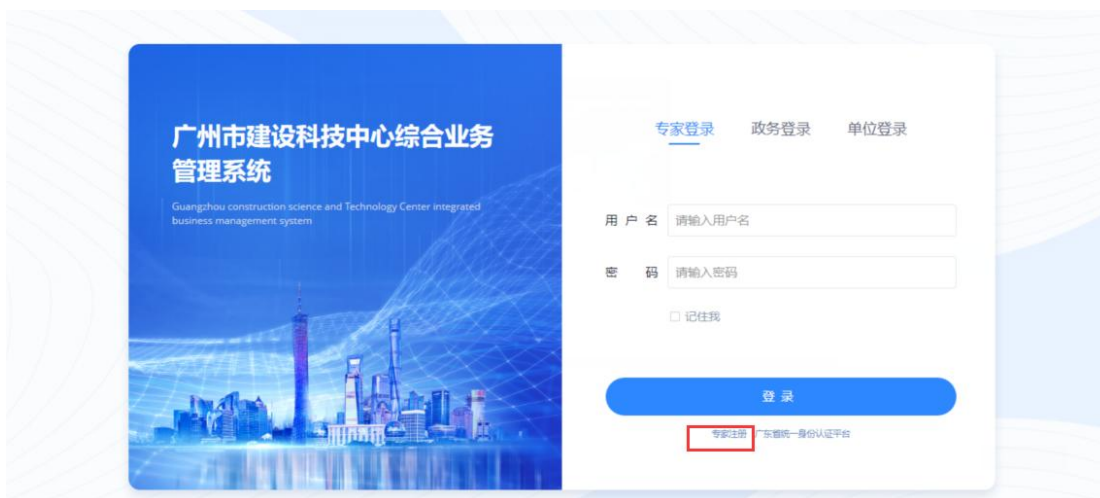 广州市建设科技中心综合业务
管理系统
Guangzhou construction science and Technology Center integrated
business management system
专家登录 政务登录 单位登录
用户名 请输入用户名
密码 请输入密码
记住我
登录
专家注册 广东省统一身份认证平台